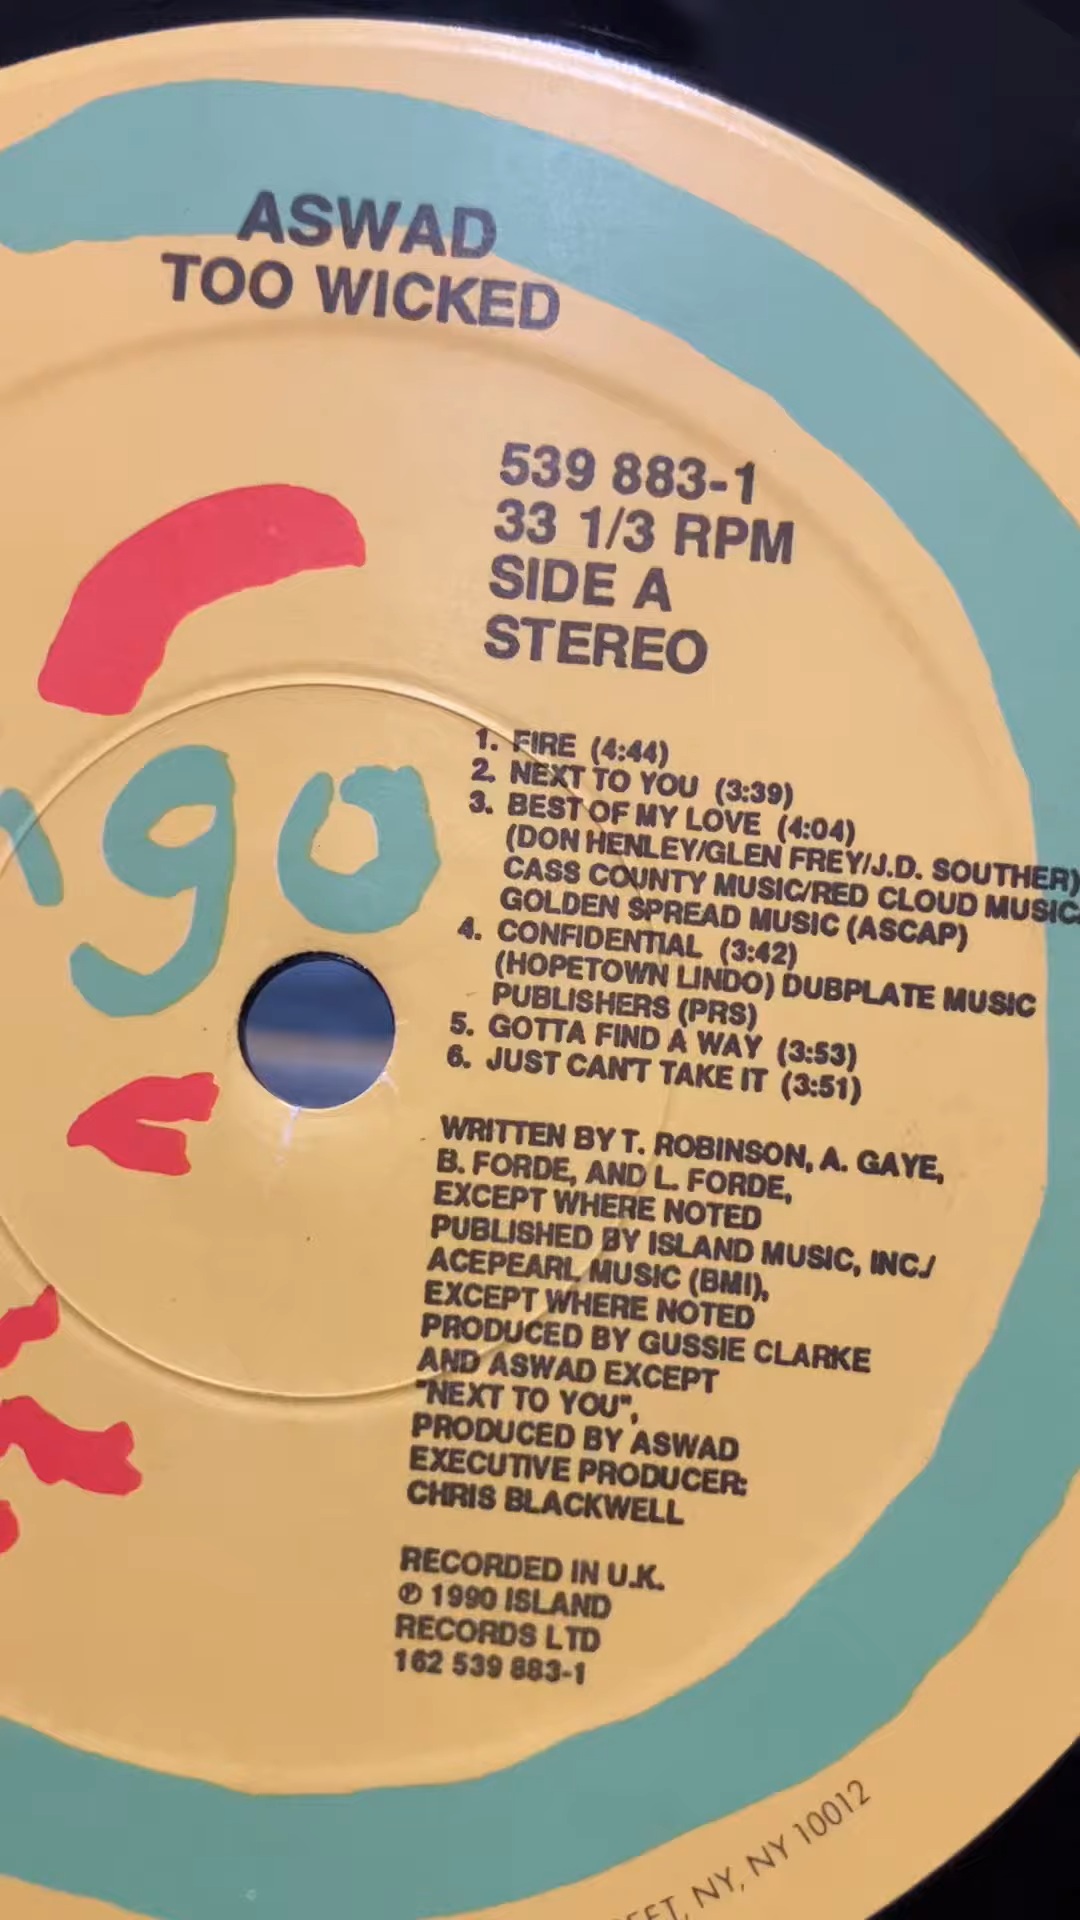 ASWAD
TOO WICKED
539 883-1
33 1/3 RPM
SIDE A
STEREO
go
1. FIRE (4:44)
2. NEXT TO YOU (3:39)
3. BEST OF MY LOVE (4:04)
(DON HENLEY/GLEN FREY/J.D. SOUTHER)
CASS COUNTY MUSIC/RED CLOUD MUSIC
GOLDEN SPREAD MUSIC (ASCAP)
4. CONFIDENTIAL (3:42)
(HOPETOWN LINDO) DUBPLATE MUSIC
PUBLISHERS (PRS)
5. GOTTA FIND A WAY (3:53)
6. JUST CAN'T TAKE IT (3:51)
WRITTEN BY T. ROBINSON, A. GAYE,
B. FORDE, AND L. FORDE,
EXCEPT WHERE NOTED
PUBLISHED BY ISLAND MUSIC, INC./
ACEPEARL MUSIC (BMI),
EXCEPT WHERE NOTED
PRODUCED BY GUSSIE CLARKE
AND ASWAD EXCEPT
"NEXT TO YOU",
PRODUCED BY ASWAD
EXECUTIVE PRODUCER:
CHRIS BLACKWELL
RECORDED IN U.K.
℗ 1990 ISLAND
RECORDS LTD
162 539 883-1
EET, NY, NY 10012